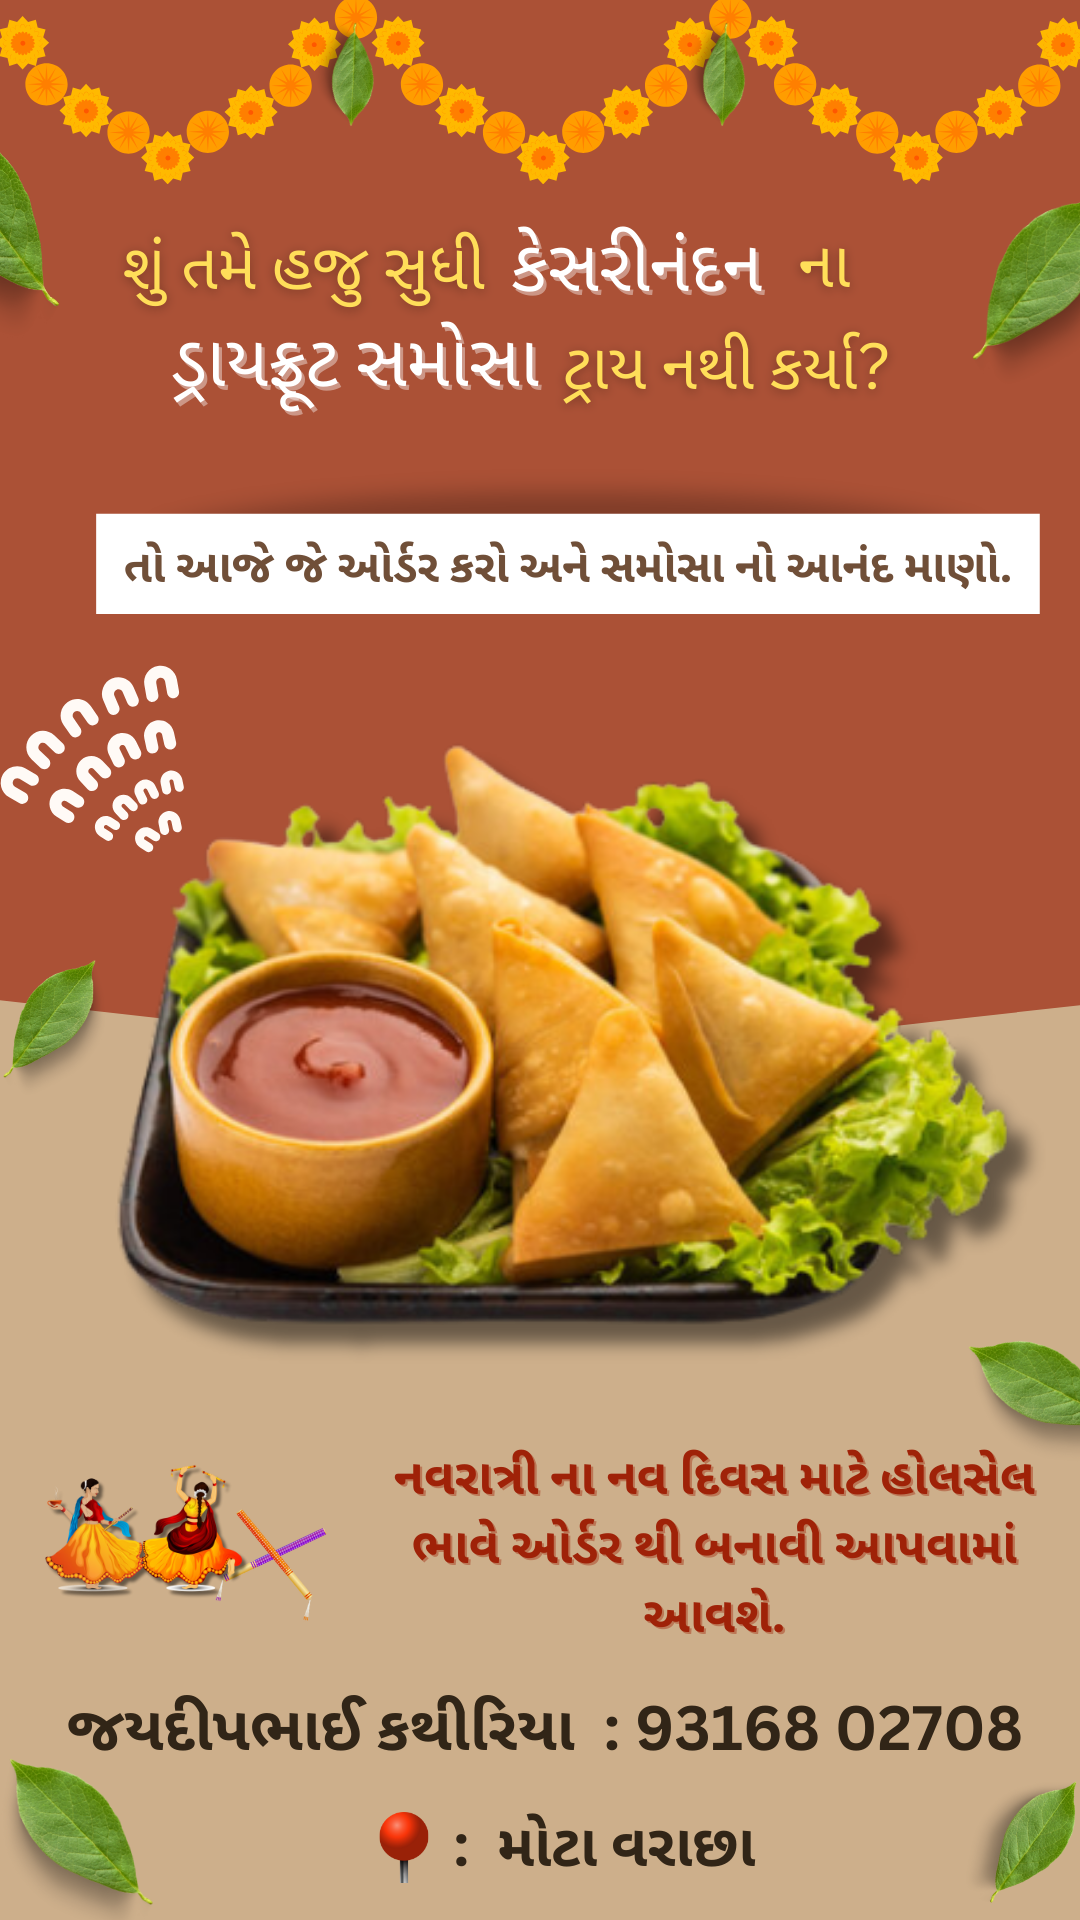 શું તમે હજુ સુધી કેસરીનંદન ના
ડ્રાયફ્રૂટ સમોસા ટ્રાય નથી કર્યા?
તો આજે જે ઓર્ડર કરો અને સમોસા નો આનંદ માણો.
નવરાત્રી ના નવ દિવસ માટે હોલસેલ
ભાવે ઓર્ડર થી બનાવી આપવામાં
આવશે.
જયદીપભાઈ કથીરિયા : 93168 02708
: મોટા વરાછા